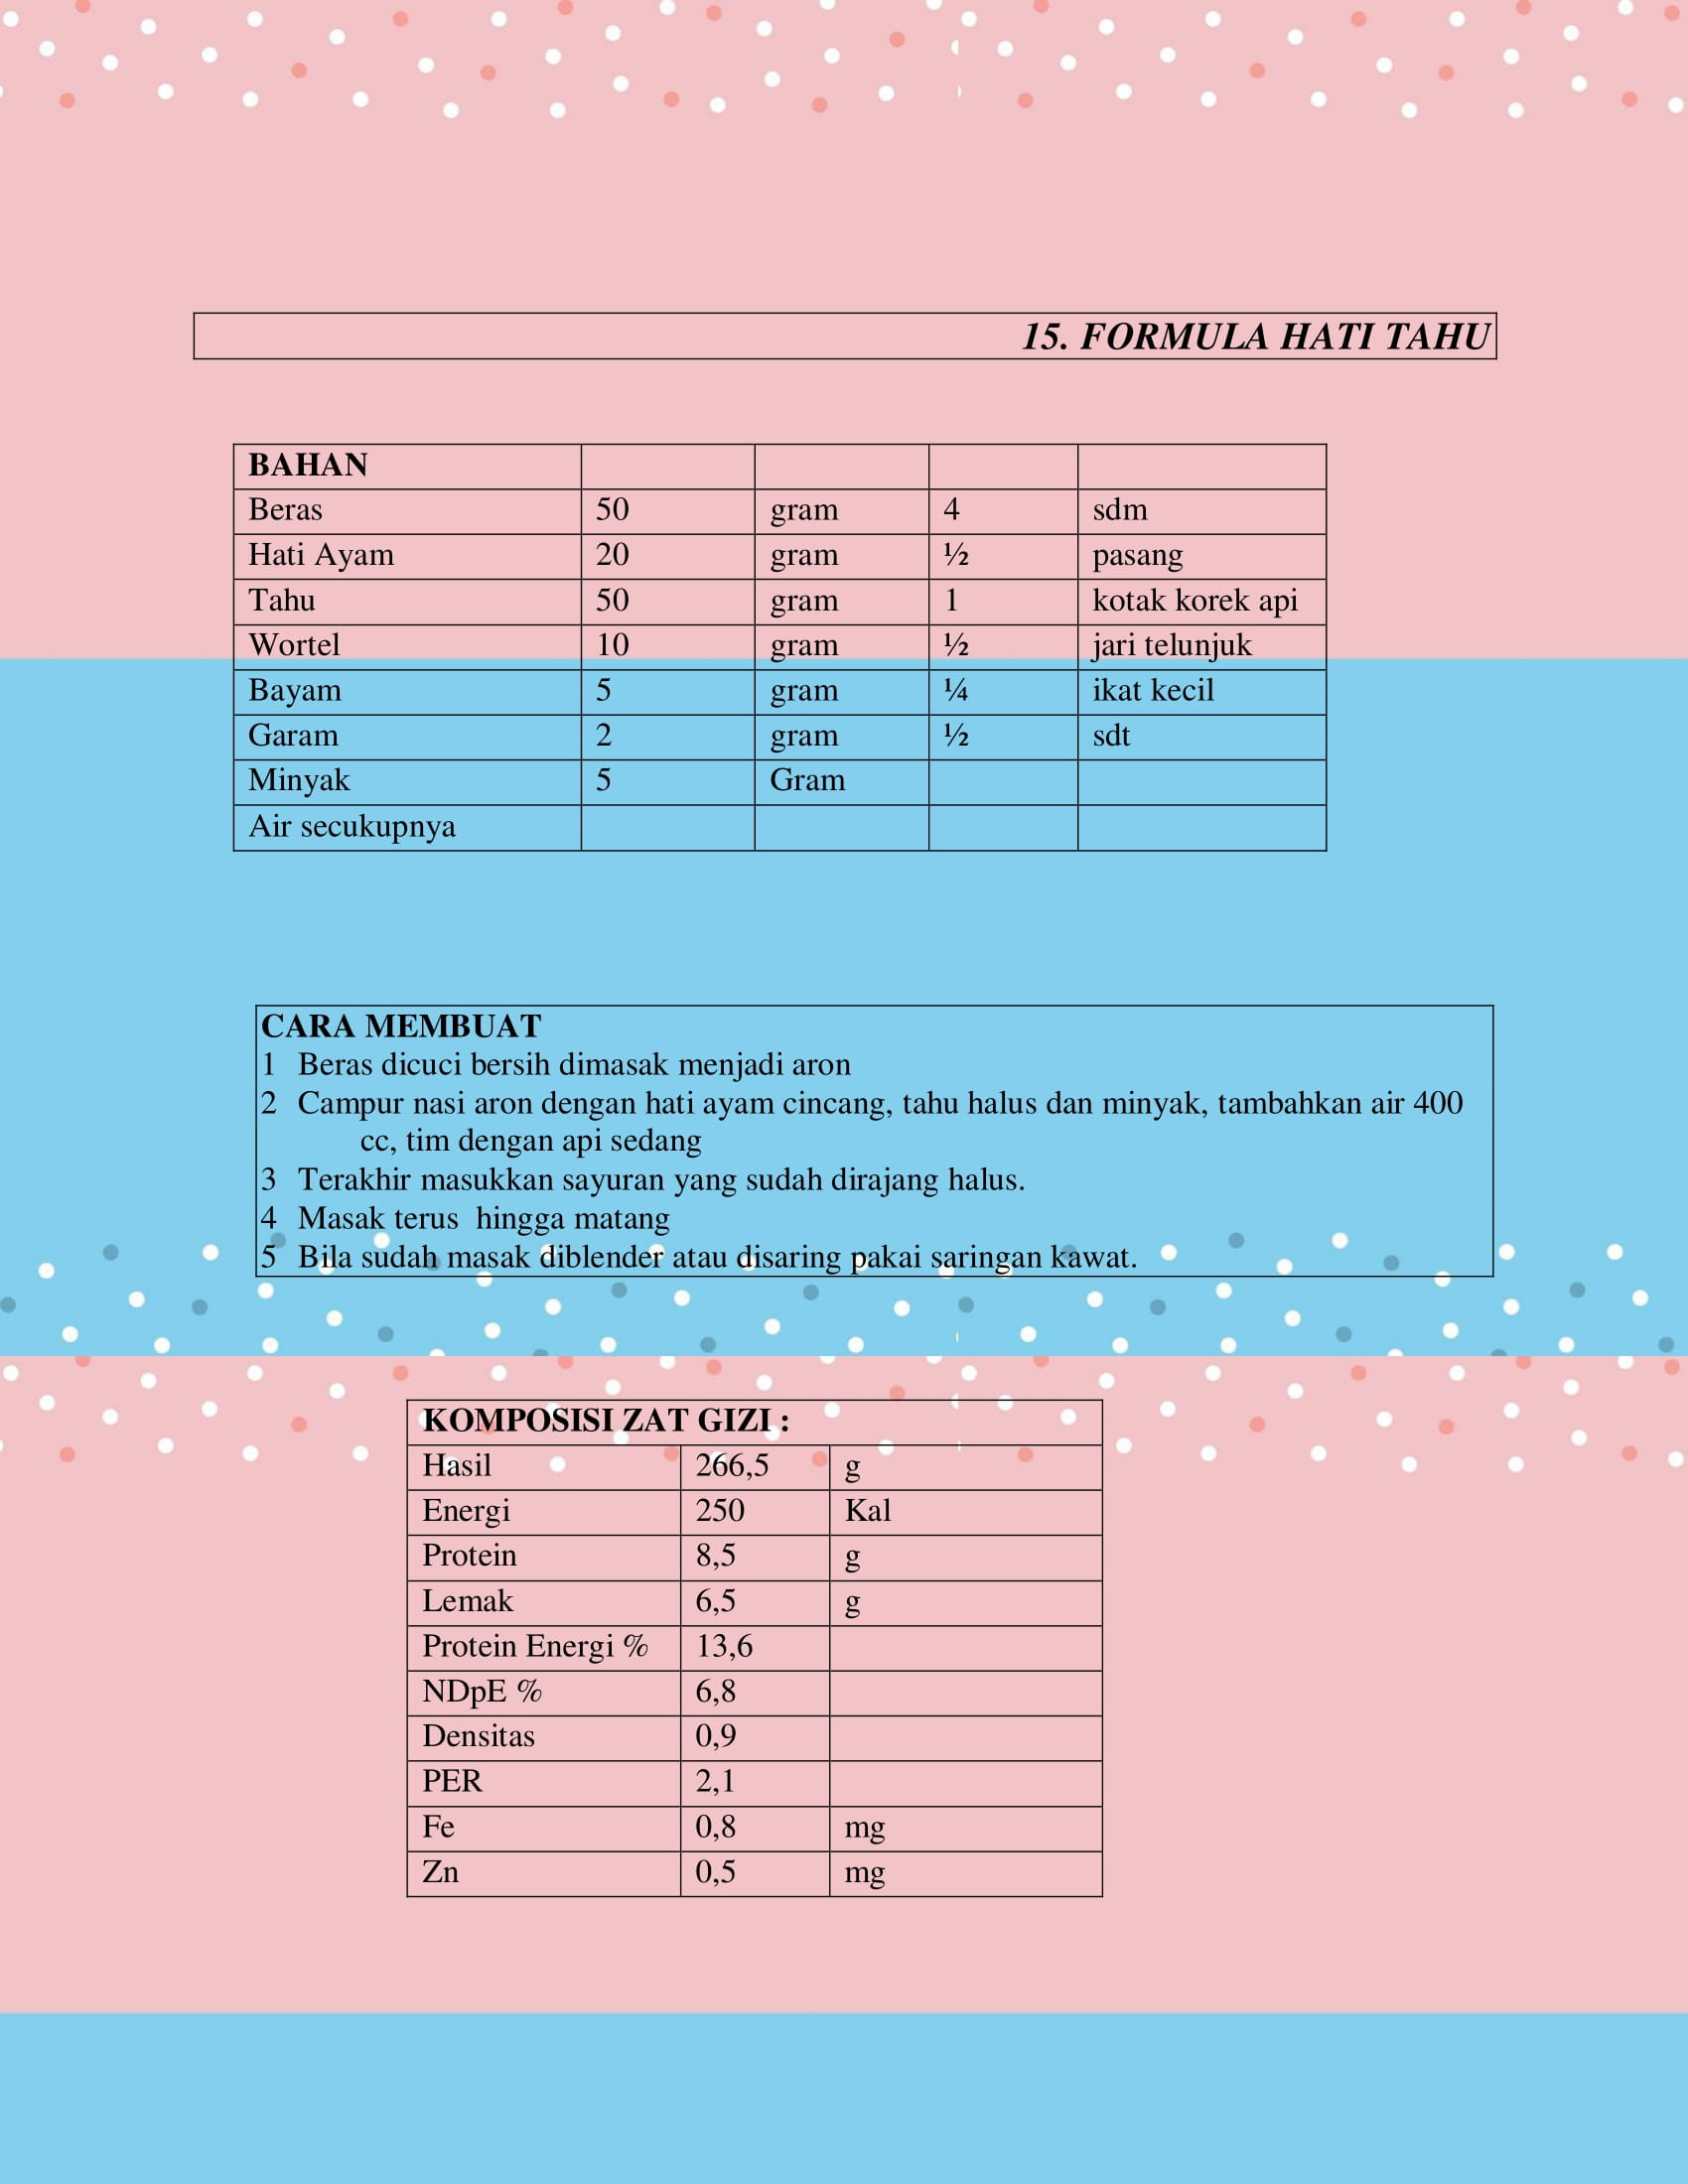 15. FORMULA HATI TAHU
BAHAN
Beras 50 gram 4 sdm
Hati Ayam 20 gram ½ pasang
Tahu 50 gram 1 kotak korek api
Wortel 10 gram ½ jari telunjuk
Bayam 5 gram ¼ ikat kecil
Garam 2 gram ½ sdt
Minyak 5 Gram
Air secukupnya
CARA MEMBUAT
1 Beras dicuci bersih dimasak menjadi aron
2 Campur nasi aron dengan hati ayam cincang, tahu halus dan minyak, tambahkan air 400
cc, tim dengan api sedang
3 Terakhir masukkan sayuran yang sudah dirajang halus.
4 Masak terus  hingga matang
5 Bila sudah masak diblender atau disaring pakai saringan kawat.
KOMPOSISI ZAT GIZI :
Hasil 266,5 g
Energi 250 Kal
Protein 8,5 g
Lemak 6,5 g
Protein Energi % 13,6
NDpE % 6,8
Densitas 0,9
PER 2,1
Fe 0,8 mg
Zn 0,5 mg